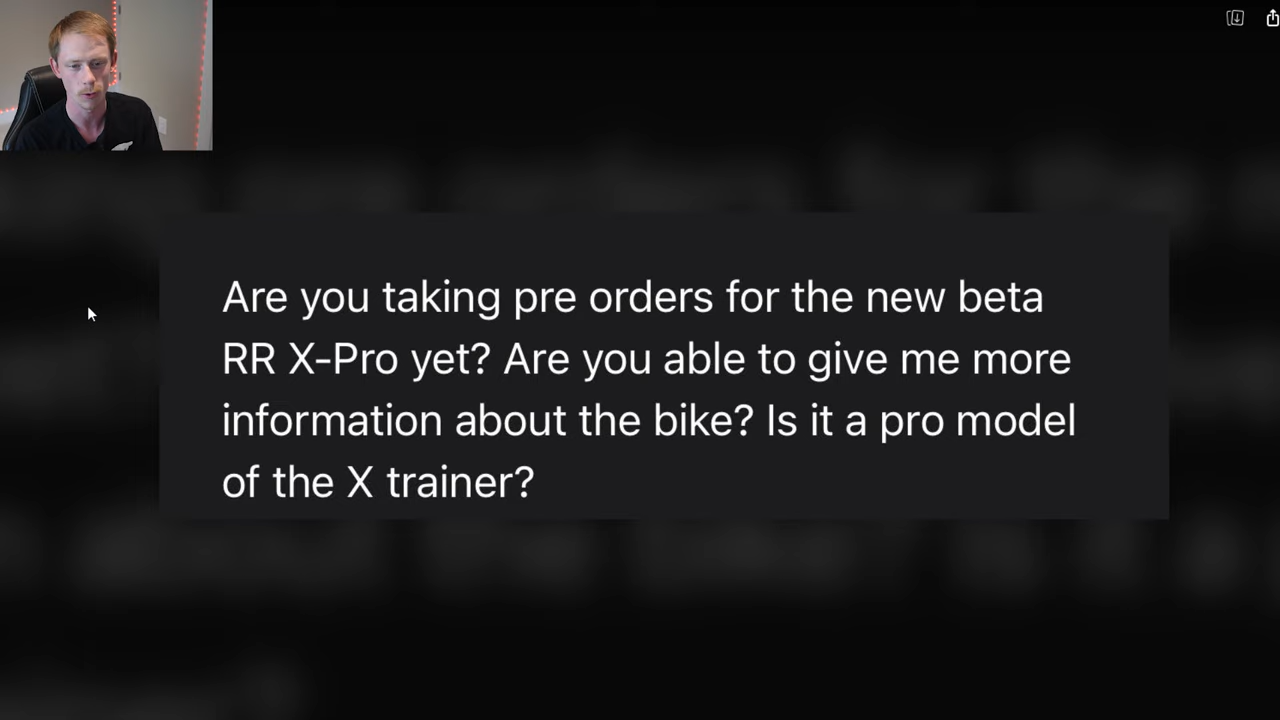 Are you taking pre orders for the new beta
RR X-Pro yet? Are you able to give me more
information about the bike? Is it a pro model
of the X trainer?